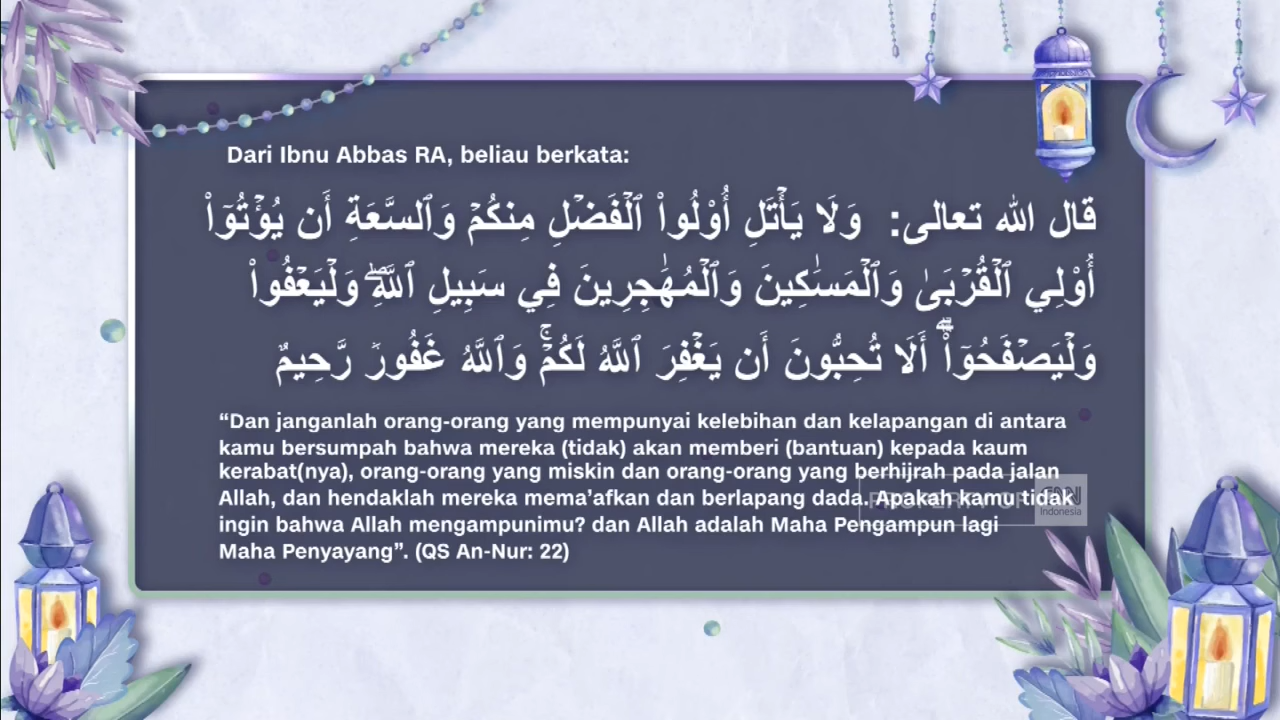 Dari Ibnu Abbas RA, beliau berkata:
قال الله تعالى: وَلَا يَأۡتَلِ أُوْلُواْ ٱلۡفَضۡلِ مِنكُمۡ وَٱلسَّعَةِ أَن يُؤۡتُوٓاْ
أُوْلِي ٱلۡقُرۡبَىٰ وَٱلۡمَسَٰكِينَ وَٱلۡمُهَٰجِرِينَ فِي سَبِيلِ ٱللَّهِۖ وَلۡيَعۡفُواْ
وَلۡيَصۡفَحُوٓاْۗ أَلَا تُحِبُّونَ أَن يَغۡفِرَ ٱللَّهُ لَكُمۡۚ وَٱللَّهُ غَفُورٞ رَّحِيمٌ
“Dan janganlah orang-orang yang mempunyai kelebihan dan kelapangan di antara
kamu bersumpah bahwa mereka (tidak) akan memberi (bantuan) kepada kaum
kerabat(nya), orang-orang yang miskin dan orang-orang yang berhijrah pada jalan
Allah, dan hendaklah mereka mema’afkan dan berlapang dada. Apakah kamu tidak
ingin bahwa Allah mengampunimu? dan Allah adalah Maha Pengampun lagi
Maha Penyayang”. (QS An-Nur: 22)
PROPERTY OF
Indonesia